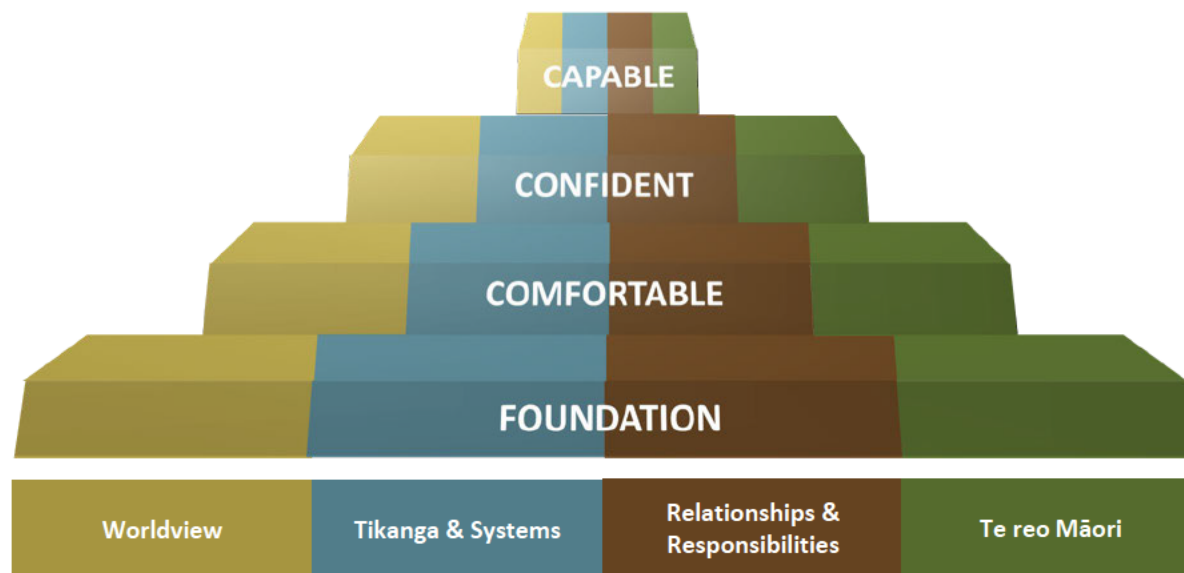 CAPABLE
CONFIDENT
COMFORTABLE
FOUNDATION
Worldview
Tikanga & Systems
Relationships &
Responsibilities
Te reo Māori